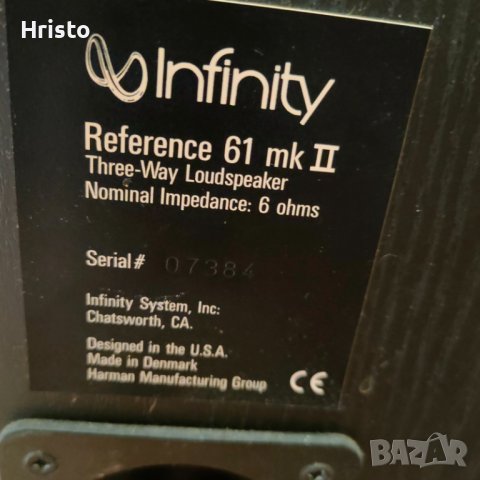 Hristo
Infinity
Reference 61 mk II
Three-Way Loudspeaker
Nominal Impedance: 6 ohms
Serial# 07384
Infinity System, Inc:
Chatsworth, CA.
Designed in the U.S.A.
Made in Denmark
Harman Manufacturing Group CE
BAZAR